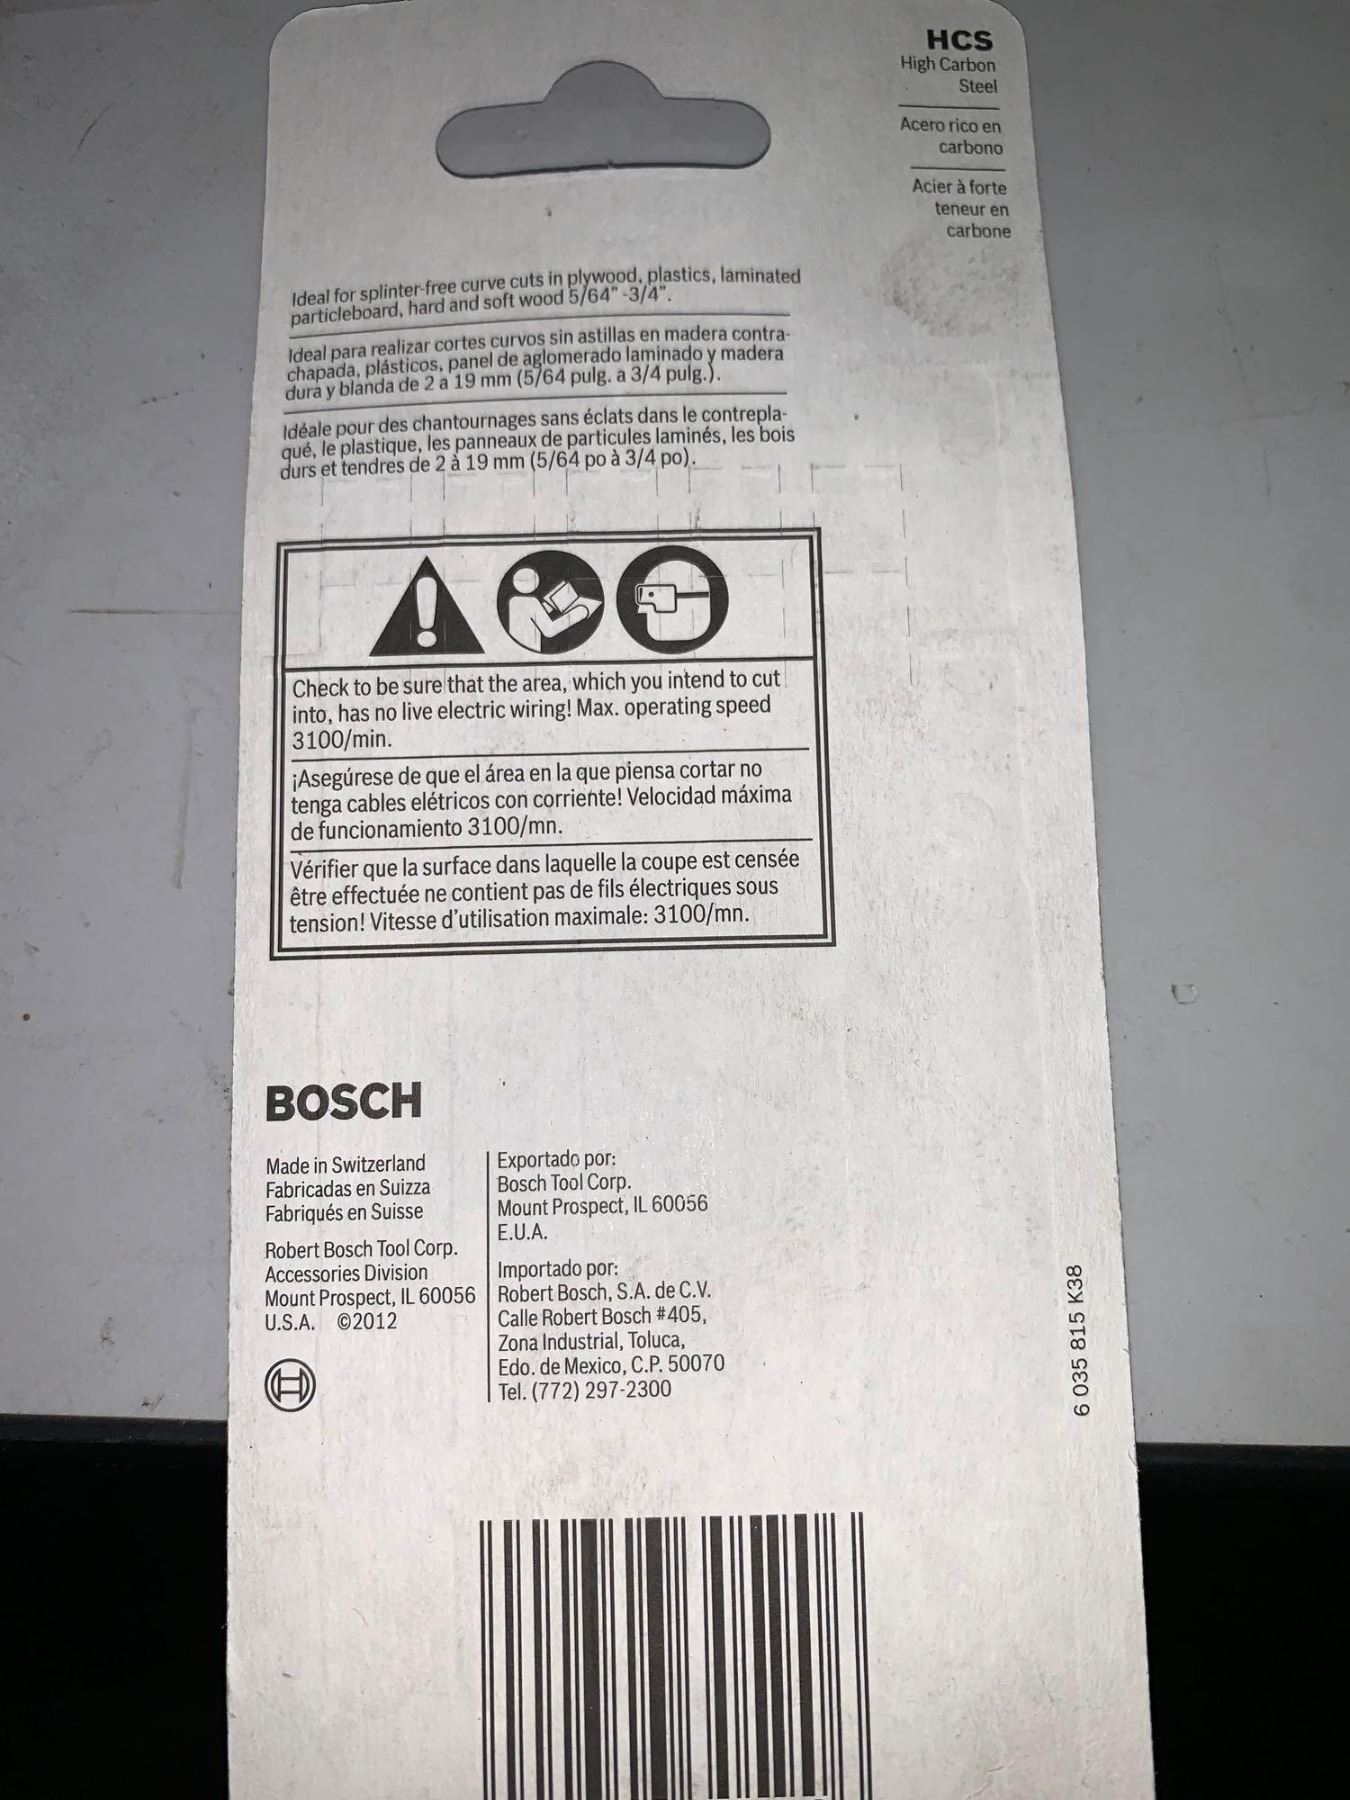 HCS
High Carbon
Steel
Acero rico en
carbono
Acier à forte
teneur en
carbone
Ideal for splinter-free curve cuts in plywood, plastics, laminated
particleboard, hard and soft wood 5/64" -3/4".
Ideal para realizar cortes curvos sin astillas en madera contra-
chapada, plásticos, panel de aglomerado laminado y madera
dura y blanda de 2 a 19 mm (5/64 pulg. a 3/4 pulg.).
Idéale pour des chantournages sans éclats dans le contrepla-
qué, le plastique, les panneaux de particules laminés, les bois
durs et tendres de 2 à 19 mm (5/64 po à 3/4 po).
Check to be sure that the area, which you intend to cut
into, has no live electric wiring! Max. operating speed
3100/min.
¡Asegúrese de que el área en la que piensa cortar no
tenga cables elétricos con corriente! Velocidad máxima
de funcionamiento 3100/mn.
Vérifier que la surface dans laquelle la coupe est censée
être effectuée ne contient pas de fils électriques sous
tension! Vitesse d'utilisation maximale: 3100/mn.
BOSCH
Made in Switzerland
Fabricadas en Suizza
Fabriqués en Suisse
Robert Bosch Tool Corp.
Accessories Division
Mount Prospect, IL 60056
U.S.A. ©2012
Exportado por:
Bosch Tool Corp.
Mount Prospect, IL 60056
E.U.A.
Importado por:
Robert Bosch, S.A. de C.V.
Calle Robert Bosch #405,
Zona Industrial, Toluca,
Edo. de Mexico, C.P. 50070
Tel. (772) 297-2300
6 035 815 K38